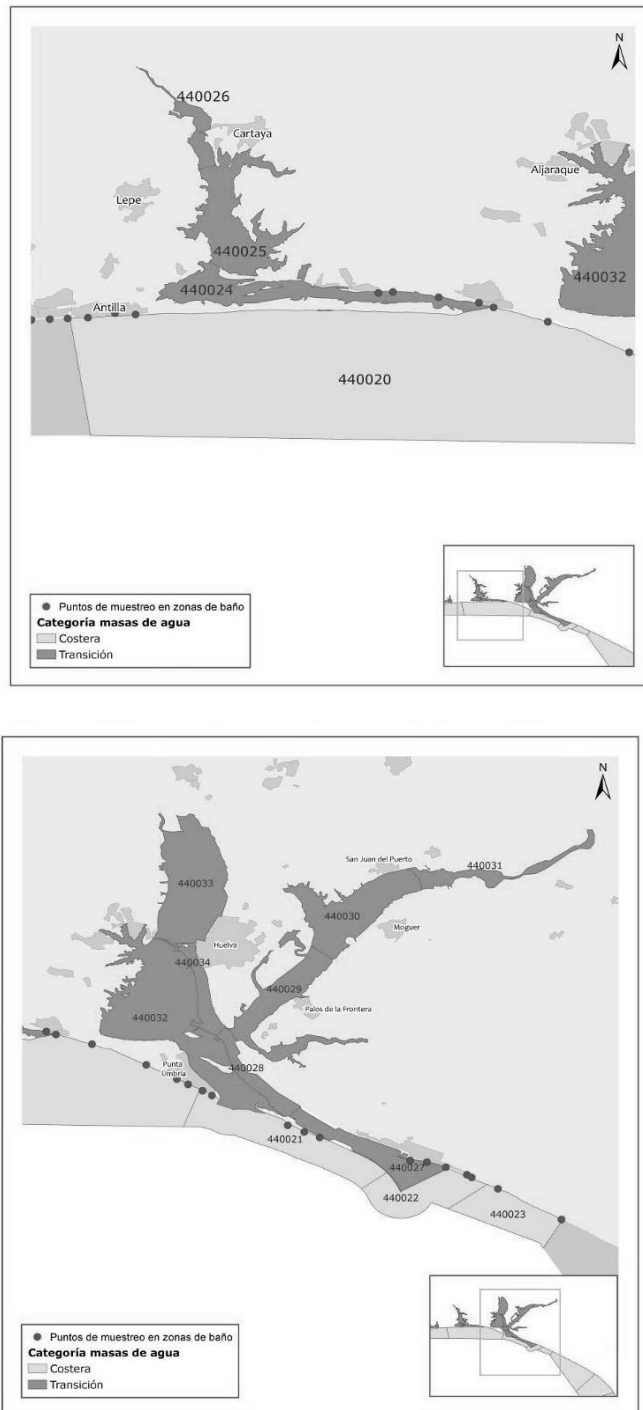 N
440026
Cartaya
Aljaraque
Lepe
440025
440032
440024
Antilla
440020
Puntos de muestreo en zonas de baño
Categoría masas de agua
Costera
Transición
N
San Juan del Puerto
440031
440033
440030
Moguer
Huelva
440034
440029
Palos de la Frontera
440032
440028
Punta
Umbría
440021
440027
440022
440023
Puntos de muestreo en zonas de baño
Categoría masas de agua
Costera
Transición